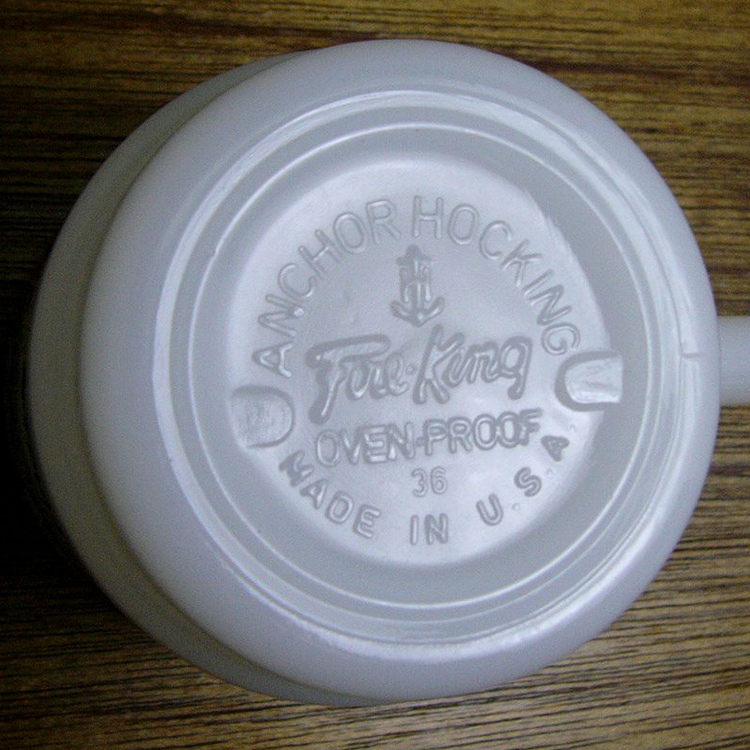 ANCHOR HOCKING
Fire-King
OVEN-PROOF
36
MADE IN U.S.A.